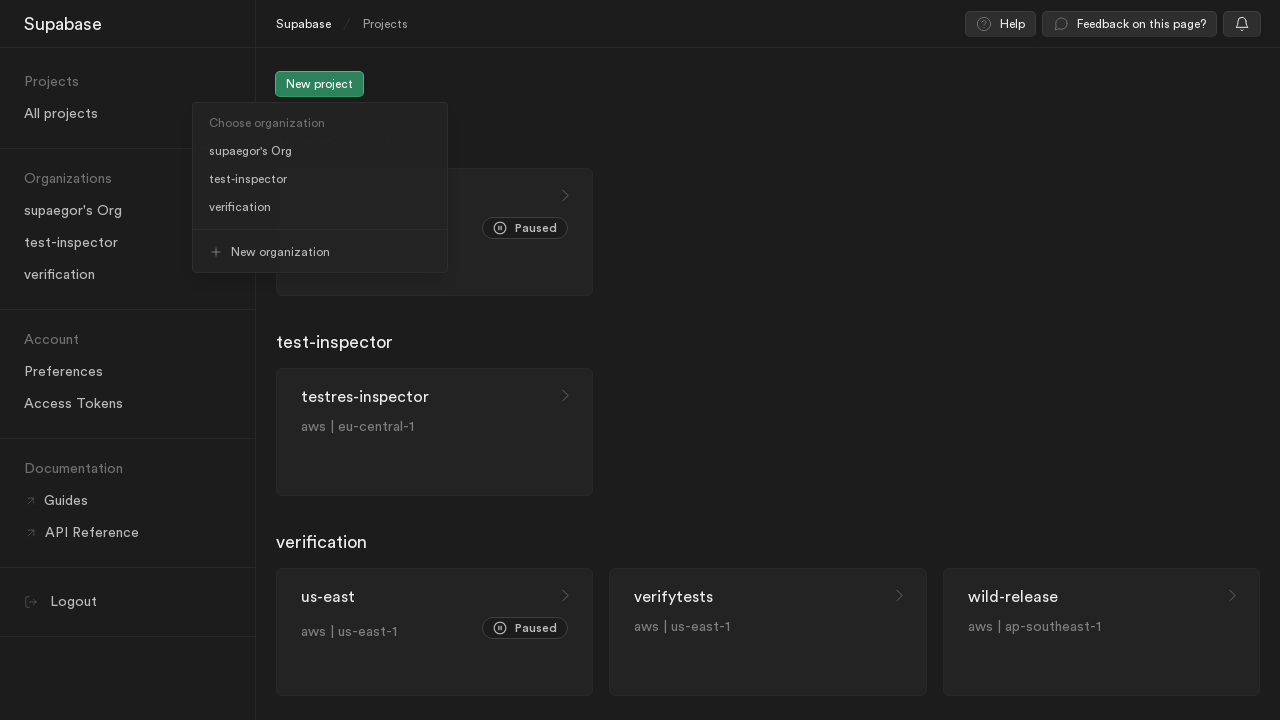 Supabase
Supabase / Projects
Help
Feedback on this page?
Projects
All projects
Organizations
supaegor's Org
test-inspector
verification
Account
Preferences
Access Tokens
Documentation
Guides
API Reference
Logout
New project
Choose organization
supaegor's Org
test-inspector
verification
New organization
Paused
test-inspector
testres-inspector
aws | eu-central-1
verification
us-east
aws | us-east-1
Paused
verifytests
aws | us-east-1
wild-release
aws | ap-southeast-1